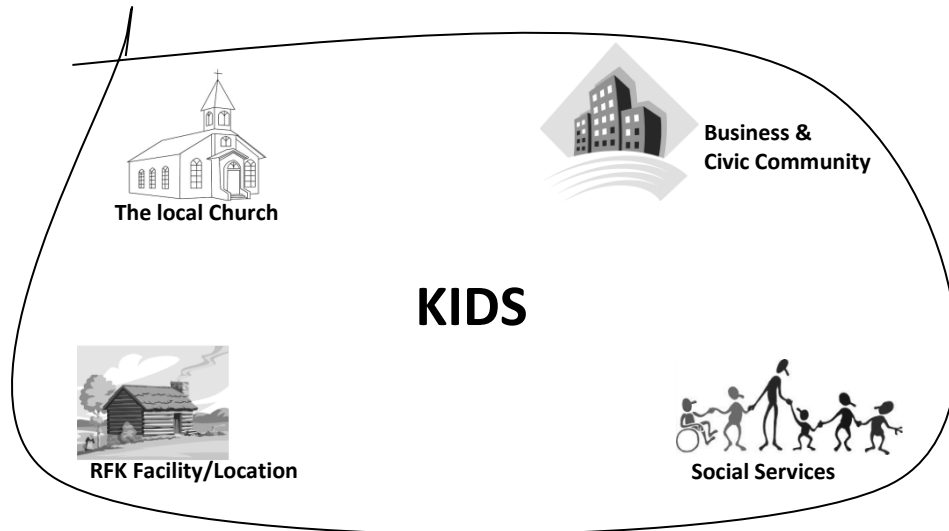 Business &
Civic Community
The local Church
KIDS
RFK Facility/Location
Social Services